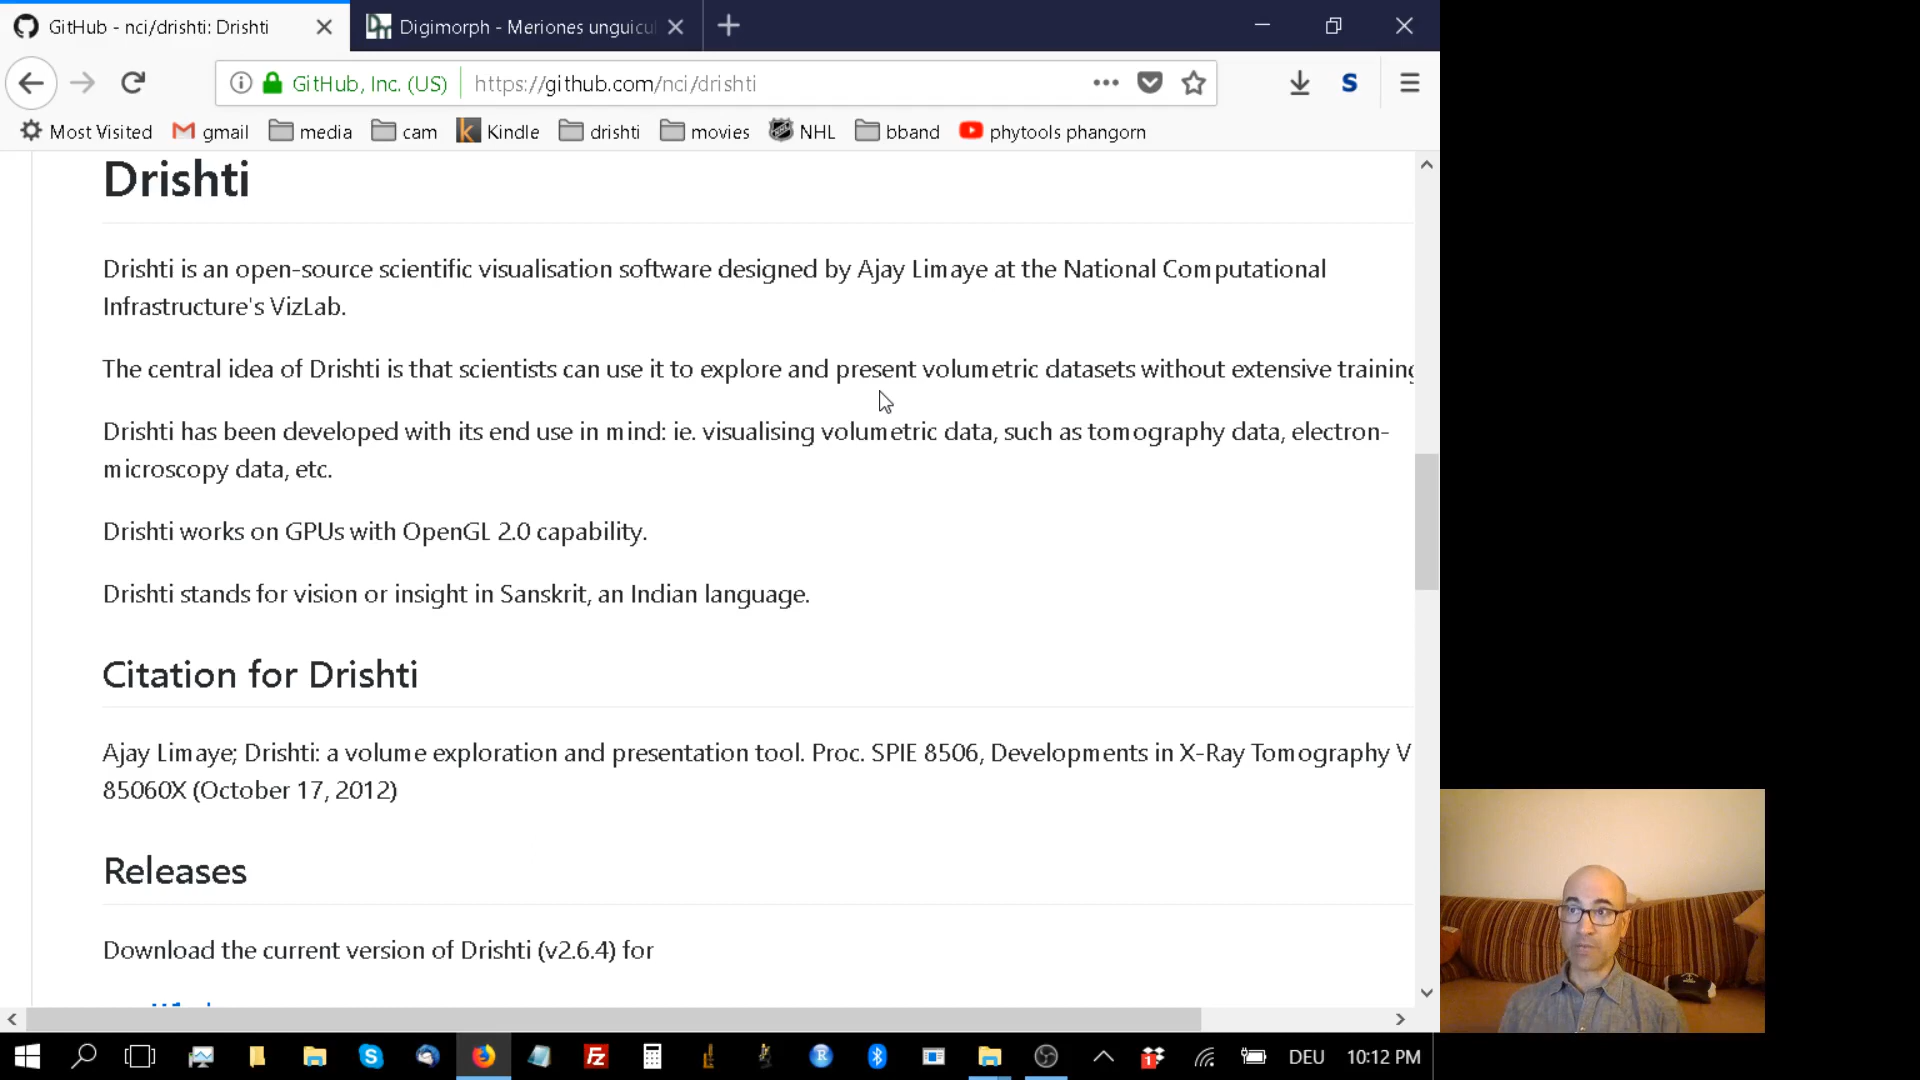 GitHub - nci/drishti: Drishti
Digimorph - Meriones unguicul
GitHub, Inc. (US)
https://github.com/nci/drishti
Most Visited
gmail
media
cam
Kindle
drishti
movies
NHL
bband
phytools phangorn
Drishti
Drishti is an open-source scientific visualisation software designed by Ajay Limaye at the National Computational
Infrastructure's VizLab.
The central idea of Drishti is that scientists can use it to explore and present volumetric datasets without extensive training
Drishti has been developed with its end use in mind: ie. visualising volumetric data, such as tomography data, electron-
microscopy data, etc.
Drishti works on GPUs with OpenGL 2.0 capability.
Drishti stands for vision or insight in Sanskrit, an Indian language.
Citation for Drishti
Ajay Limaye; Drishti: a volume exploration and presentation tool. Proc. SPIE 8506, Developments in X-Ray Tomography V
85060X (October 17, 2012)
Releases
Download the current version of Drishti (v2.6.4) for
DEU
10:12 PM